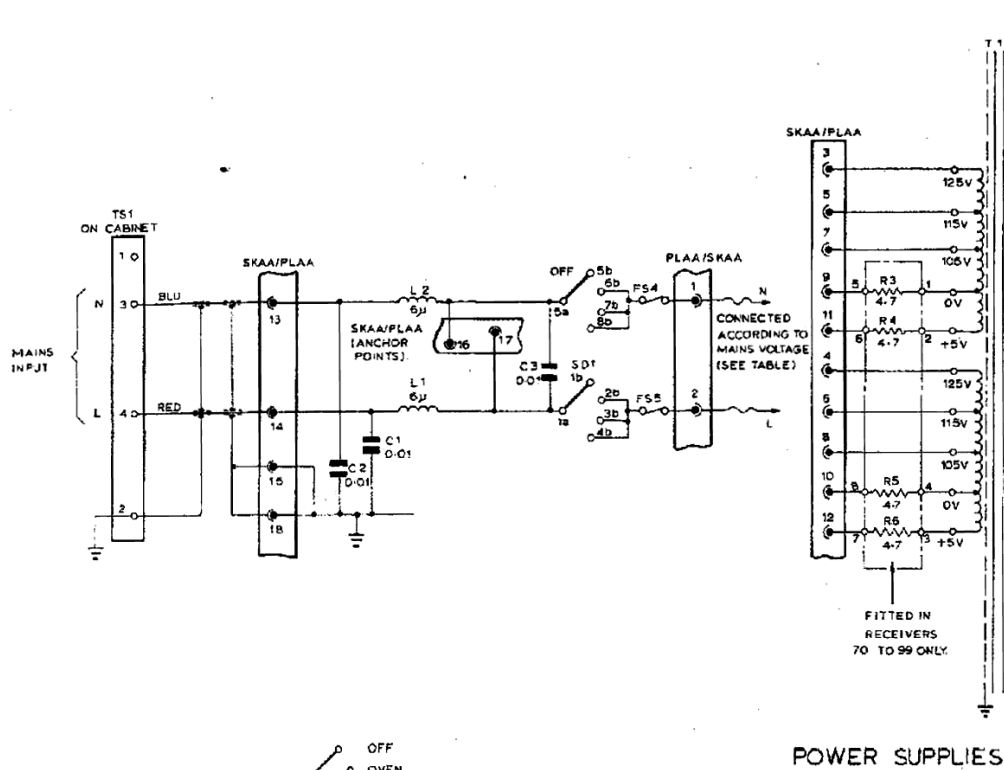 T1
SKAA/PLAA
3
125V
5
115V
7
105V
9
5
R3
4.7
1
0V
11
6
R4
4.7
2
+5V
4
125V
6
115V
8
105V
10
8
R5
4.7
4
0V
12
7
R6
4.7
3
+5V
FITTED IN
RECEIVERS
70 TO 99 ONLY.
TS1
ON CABINET
1
N
3
BLU
MAINS
INPUT
L
4
RED
2
SKAA/PLAA
13
14
15
18
L2
6µ
SKAA/PLAA
(ANCHOR
POINTS).
16
17
L1
6µ
C1
0.01
C2
0.01
C3
0.01
OFF
5b
6b
7b
8b
5a
SD1
1b
2b
3b
4b
1a
FS4
FS5
PLAA/SKAA
1
N
CONNECTED
ACCORDING TO
MAINS VOLTAGE
(SEE TABLE)
2
L
OFF
OVEN
POWER SUPPLIES